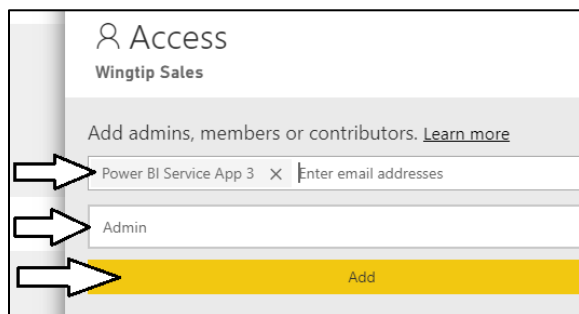 Access
Wingtip Sales
Add admins, members or contributors. Learn more
Power BI Service App 3 × Enter email addresses
Admin
Add